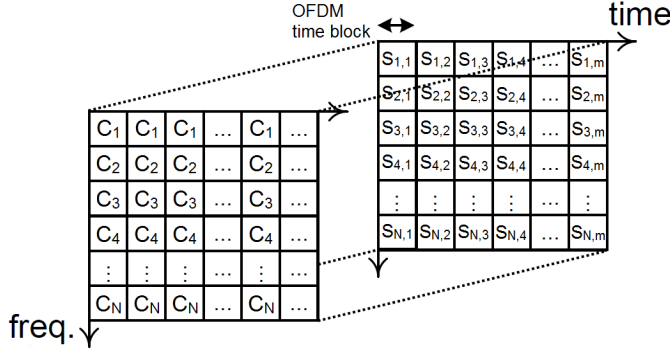 OFDM
time block
time
S1,1 S1,2 S1,3 S1,4 ... S1,m
S2,1 S2,2 S2,3 S2,4 ... S2,m
S3,1 S3,2 S3,3 S3,4 ... S3,m
S4,1 S4,2 S4,3 S4,4 ... S4,m
⋮ ⋮ ⋮ ⋮ ... ⋮
SN,1 SN,2 SN,3 SN,4 ... SN,m
C1 C1 C1 ... C1 ...
C2 C2 C2 ... C2 ...
C3 C3 C3 ... C3 ...
C4 C4 C4 ... C4 ...
⋮ ⋮ ⋮ ... ⋮ ...
CN CN CN ... CN ...
freq.